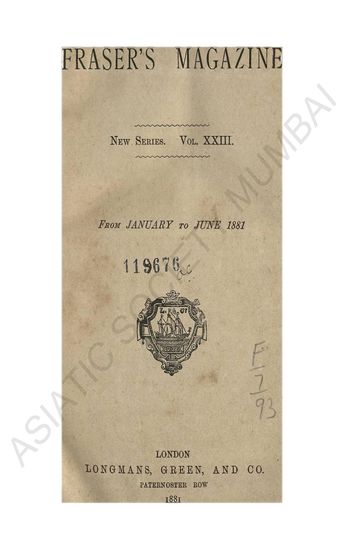 FRASER'S MAGAZINE
NEW SERIES. VOL. XXIII.
FROM JANUARY TO JUNE 1881
119676
F
7
93
LONDON
LONGMANS, GREEN, AND CO.
PATERNOSTER ROW
1881
ASIATIC SOCIETY MUMBAI